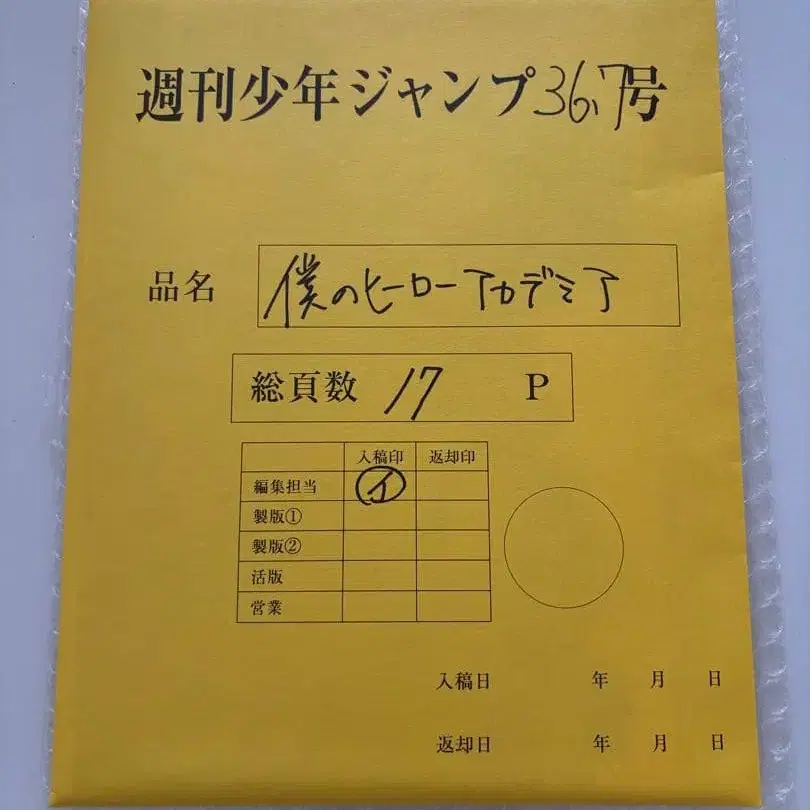 週刊少年ジャンプ36,7号
品名 僕のヒーローアカデミア
総頁数 17 P
入稿印 返却印
編集担当 イ
製版①
製版②
活版
営業
入稿日 年 月 日
返却日 年 月 日